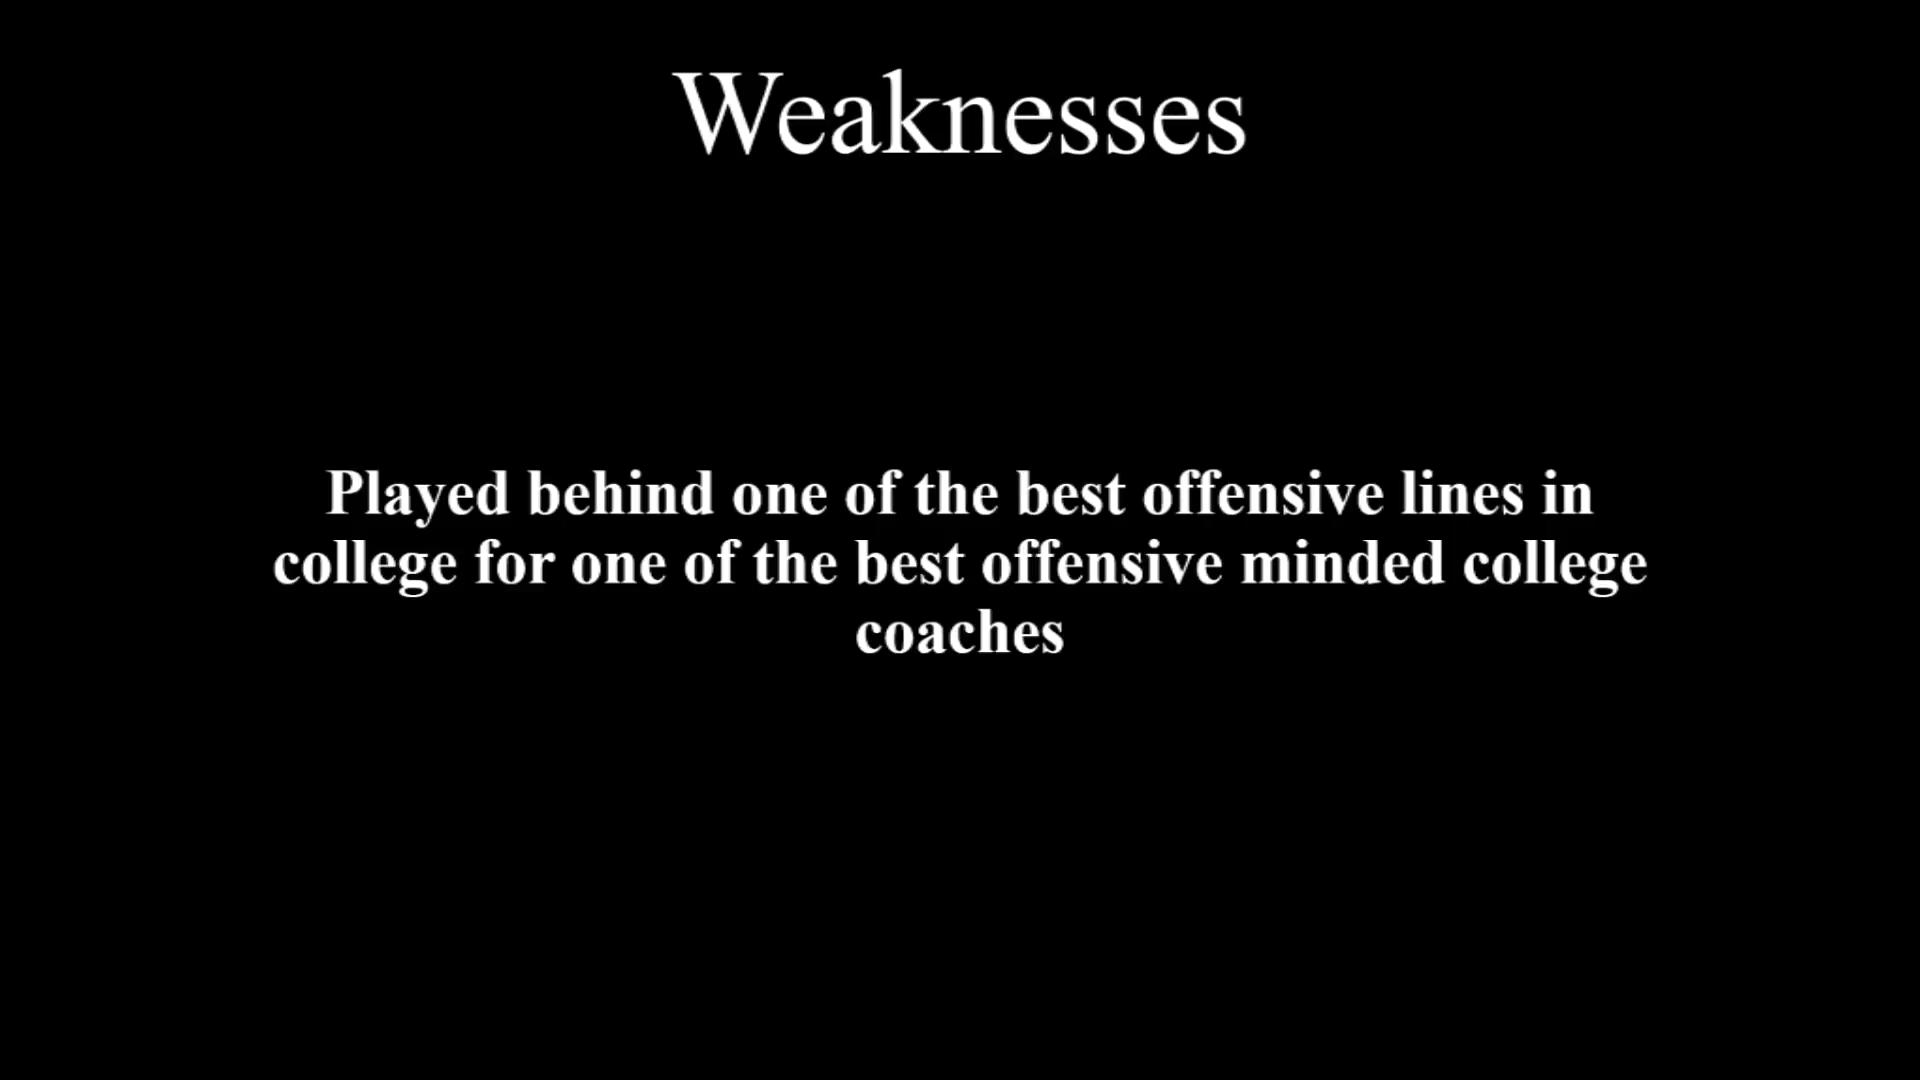 Weaknesses
Played behind one of the best offensive lines in
college for one of the best offensive minded college
coaches